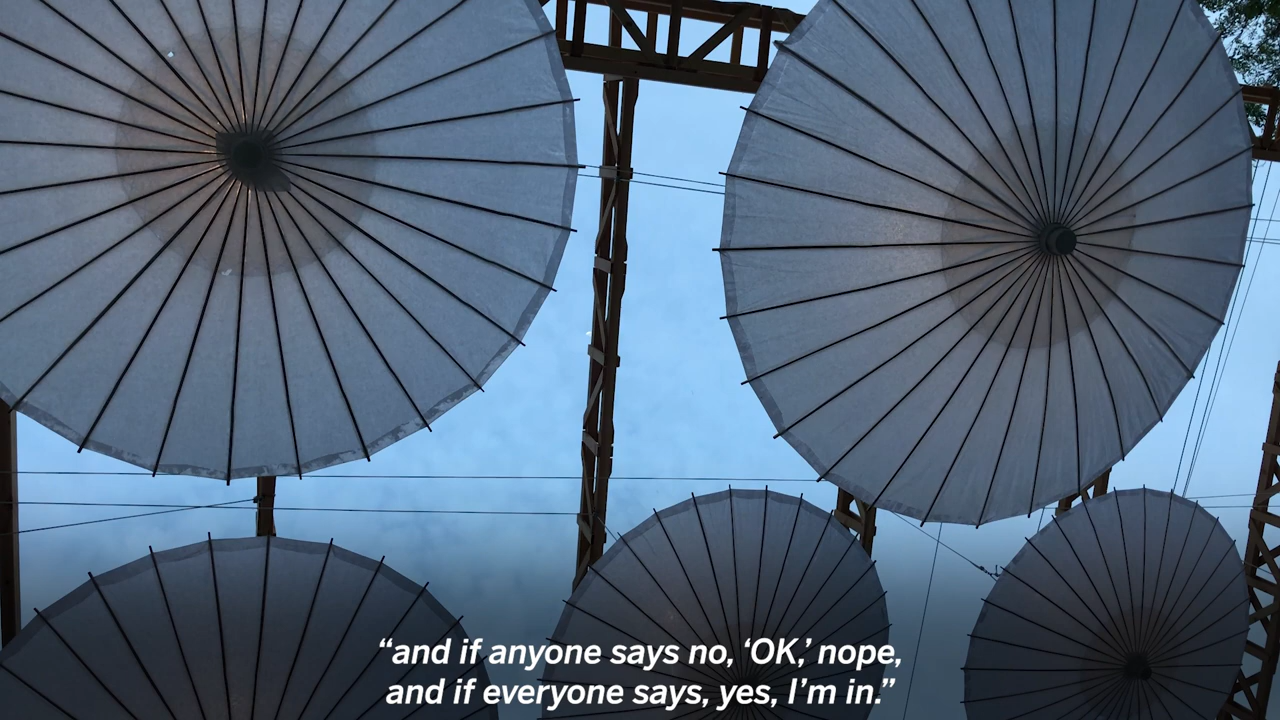 “and if anyone says no, ‘OK,’ nope,
and if everyone says, yes, I’m in.”